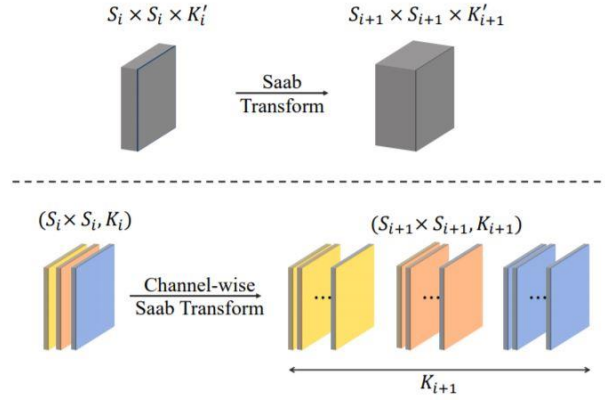 S_i × S_i × K'_i
S_{i+1} × S_{i+1} × K'_{i+1}
Saab
Transform
(S_i × S_i, K_i)
(S_{i+1} × S_{i+1}, K_{i+1})
Channel-wise
Saab Transform
...
...
...
K_{i+1}